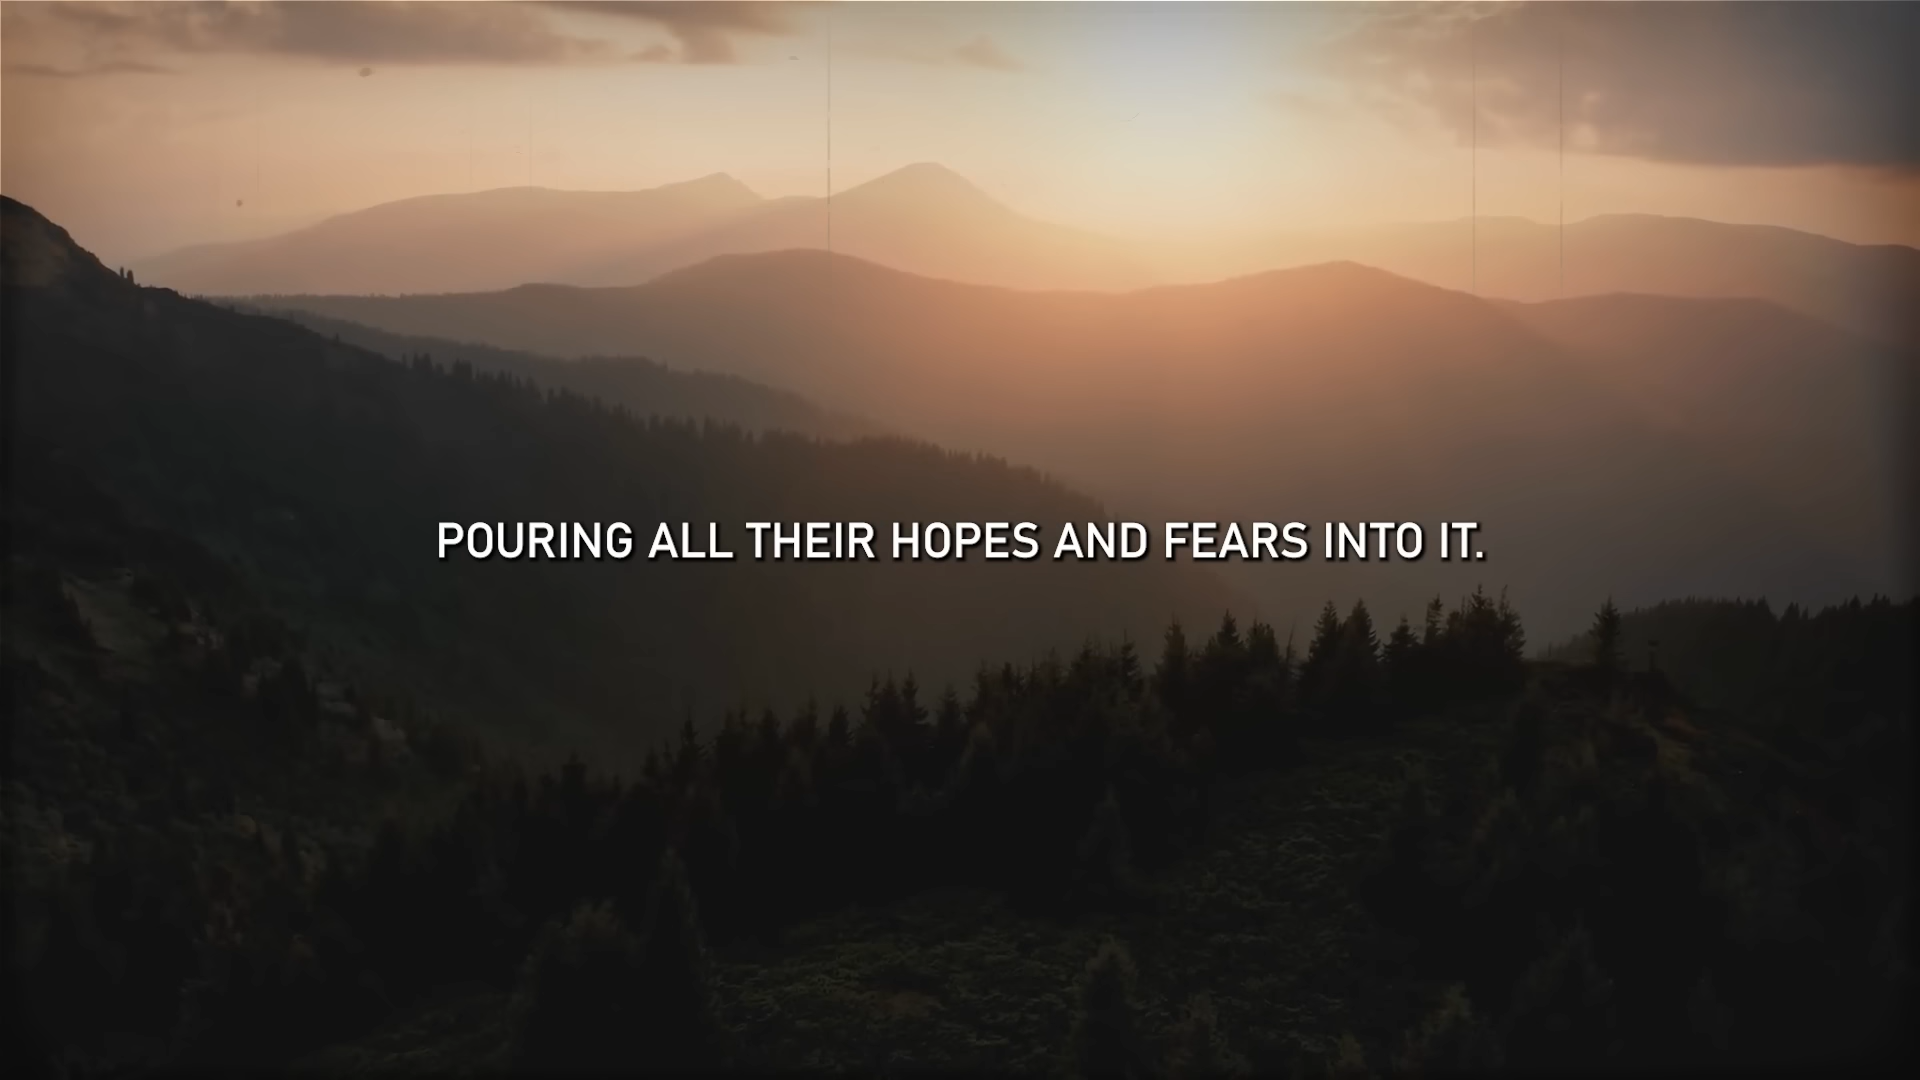 POURING ALL THEIR HOPES AND FEARS INTO IT.